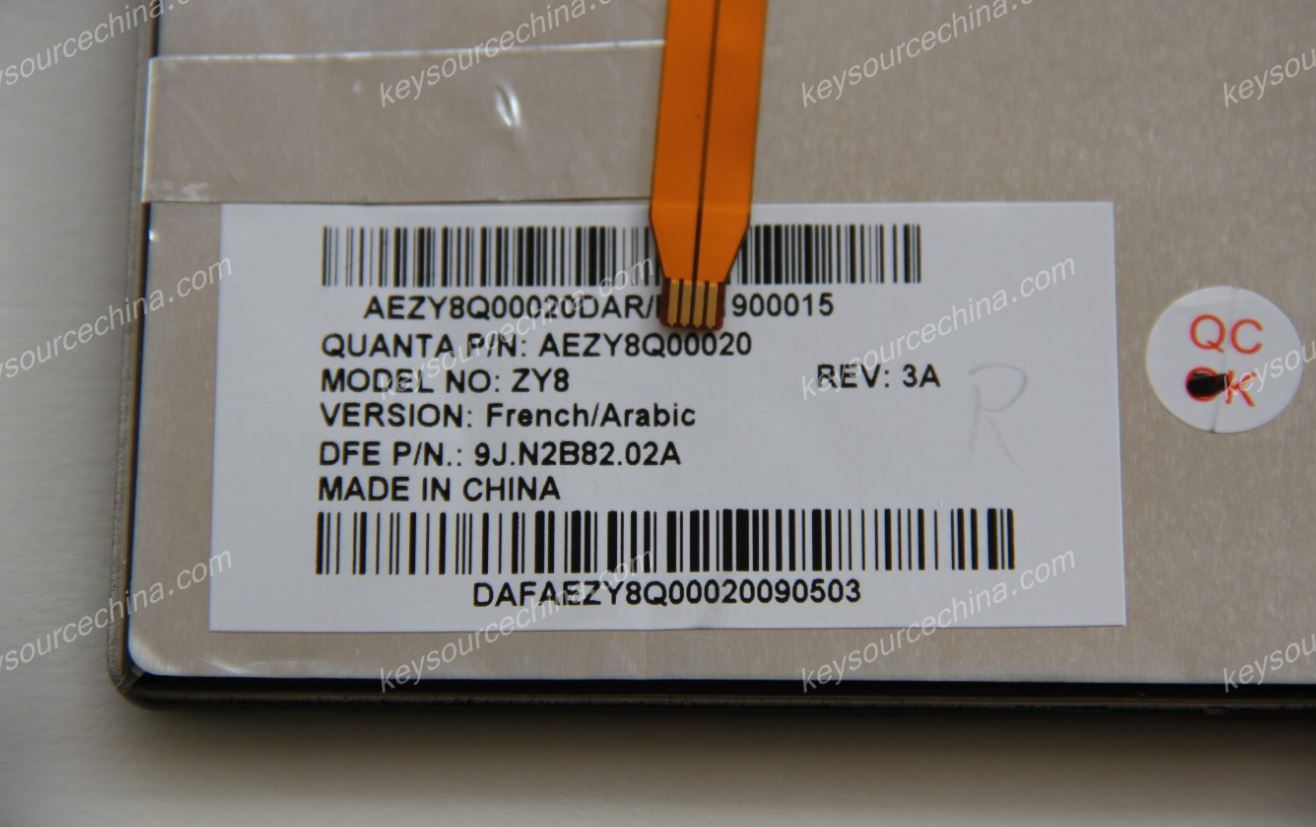 AEZY8Q00020DAR/ 900015
QUANTA P/N: AEZY8Q00020
MODEL NO: ZY8 REV: 3A
VERSION: French/Arabic
DFE P/N.: 9J.N2B82.02A
MADE IN CHINA
DAFAEZY8Q00020090503
R
QC
OK
keysourcechina.com